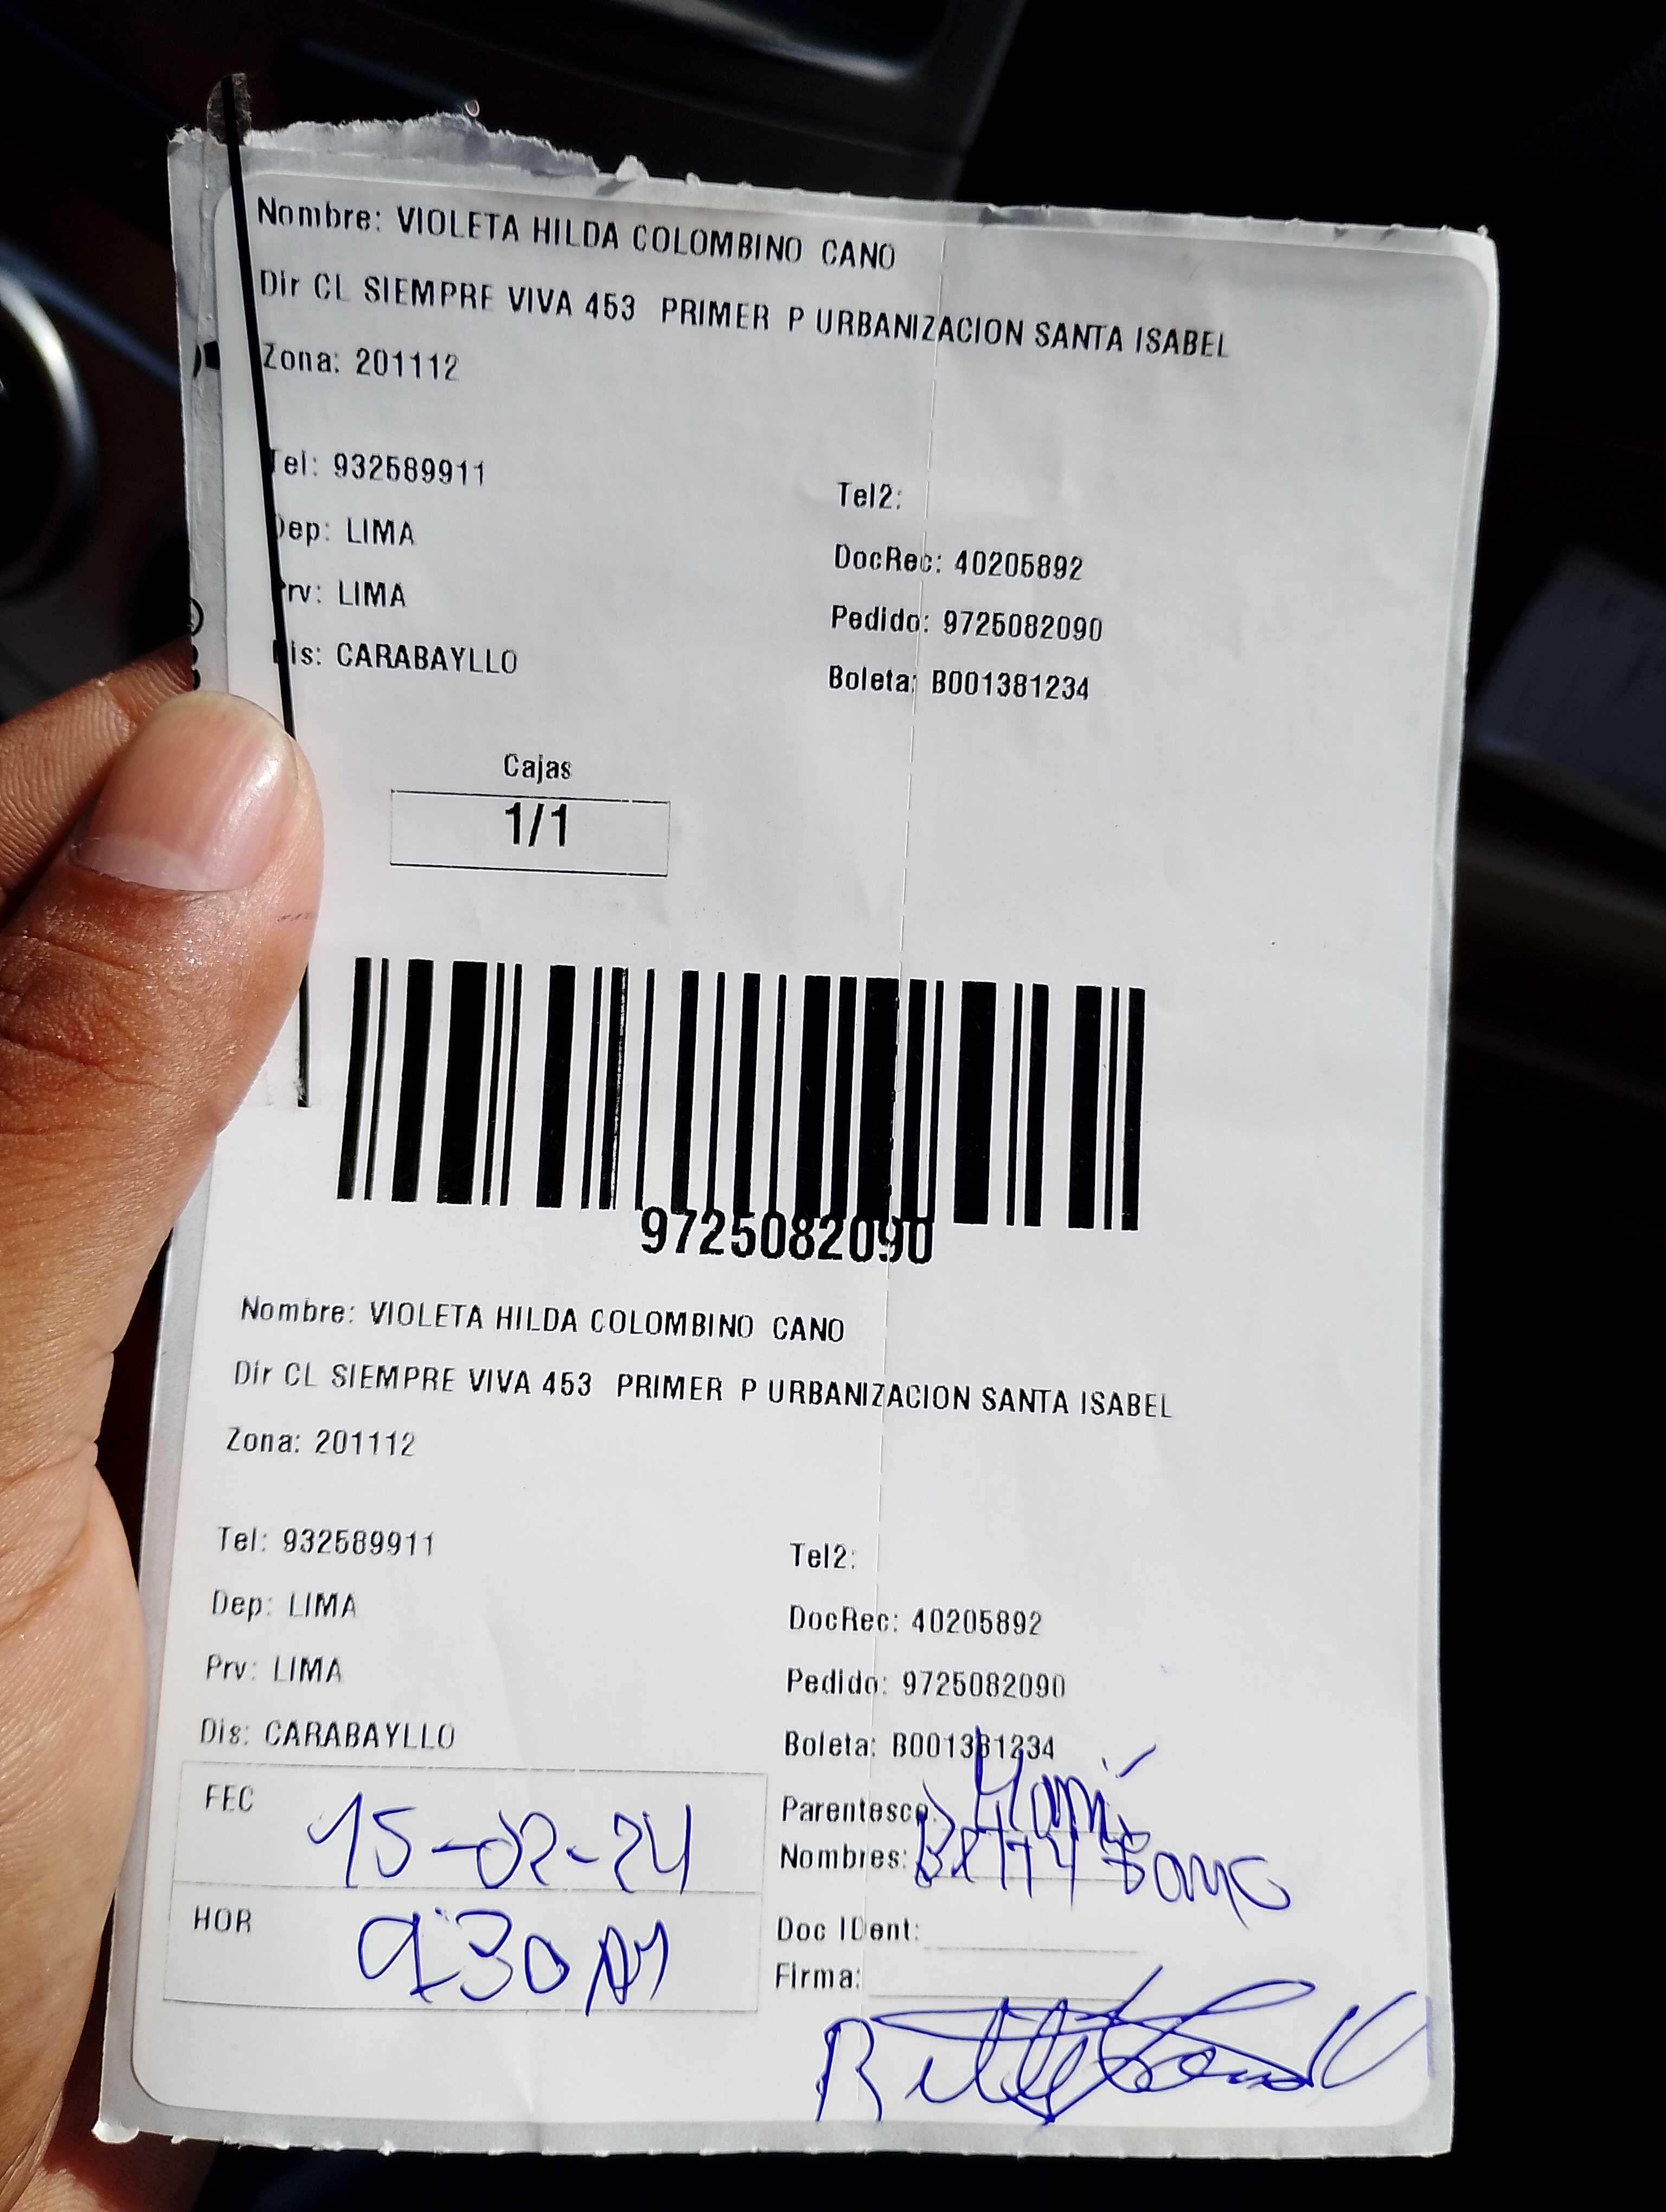 Nombre: VIOLETA HILDA COLOMBINO CANO
Dir CL SIEMPRE VIVA 453 PRIMER P URBANIZACION SANTA ISABEL
Zona: 201112
Tel: 932589911
Tel2:
Dep: LIMA
DocRec: 40205892
Prv: LIMA
Pedido: 9725082090
Dis: CARABAYLLO
Boleta: B001381234
Cajas
1/1
9725082090
Nombre: VIOLETA HILDA COLOMBINO CANO
Dir CL SIEMPRE VIVA 453 PRIMER P URBANIZACION SANTA ISABEL
Zona: 201112
Tel: 932589911
Tel2:
Dep: LIMA
DocRec: 40205892
Prv: LIMA
Pedido: 9725082090
Dis: CARABAYLLO
Boleta: B001381234
FEC 15-02-24
Parentesco: Mamá
Nombres: Betty
HOR 9:30 AM
Doc IDent:
Firma: